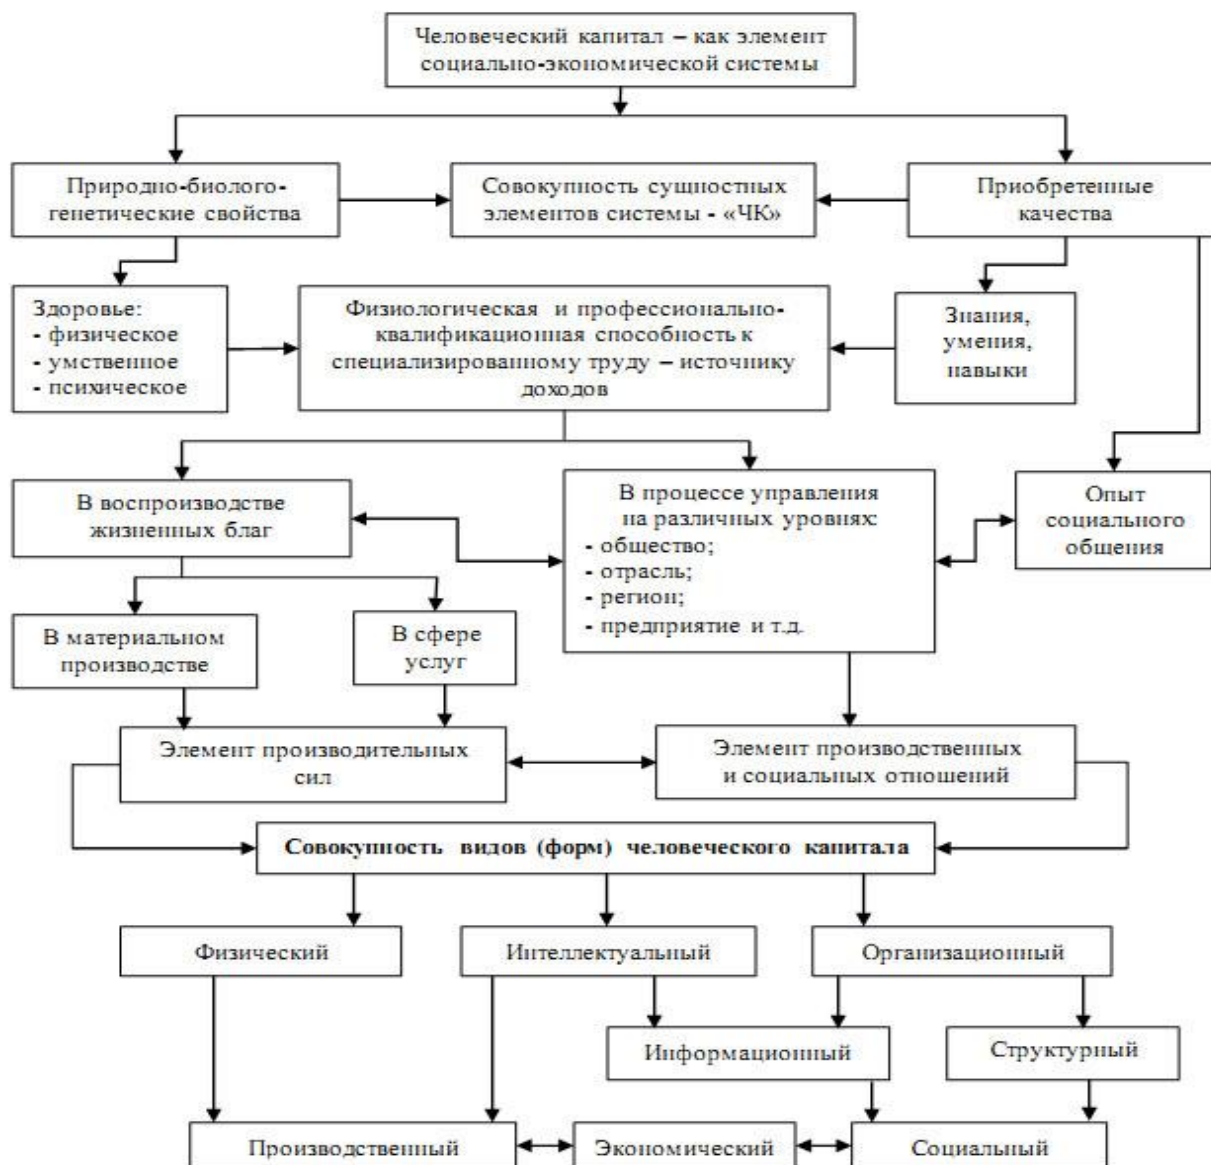 Человеческий капитал – как элемент
социально-экономической системы
Природно-биолого-
генетические свойства
Совокупность сущностных
элементов системы - «ЧК»
Приобретенные
качества
Здоровье:
- физическое
- умственное
- психическое
Физиологическая и профессионально-
квалификационная способность к
специализированному труду – источнику
доходов
Знания,
умения,
навыки
В воспроизводстве
жизненных благ
В процессе управления
на различных уровнях:
- общество;
- отрасль;
- регион;
- предприятие и т.д.
Опыт
социального
общения
В материальном
производстве
В сфере
услуг
Элемент производительных
сил
Элемент производственных
и социальных отношений
Совокупность видов (форм) человеческого капитала
Физический
Интеллектуальный
Организационный
Информационный
Структурный
Производственный
Экономический
Социальный